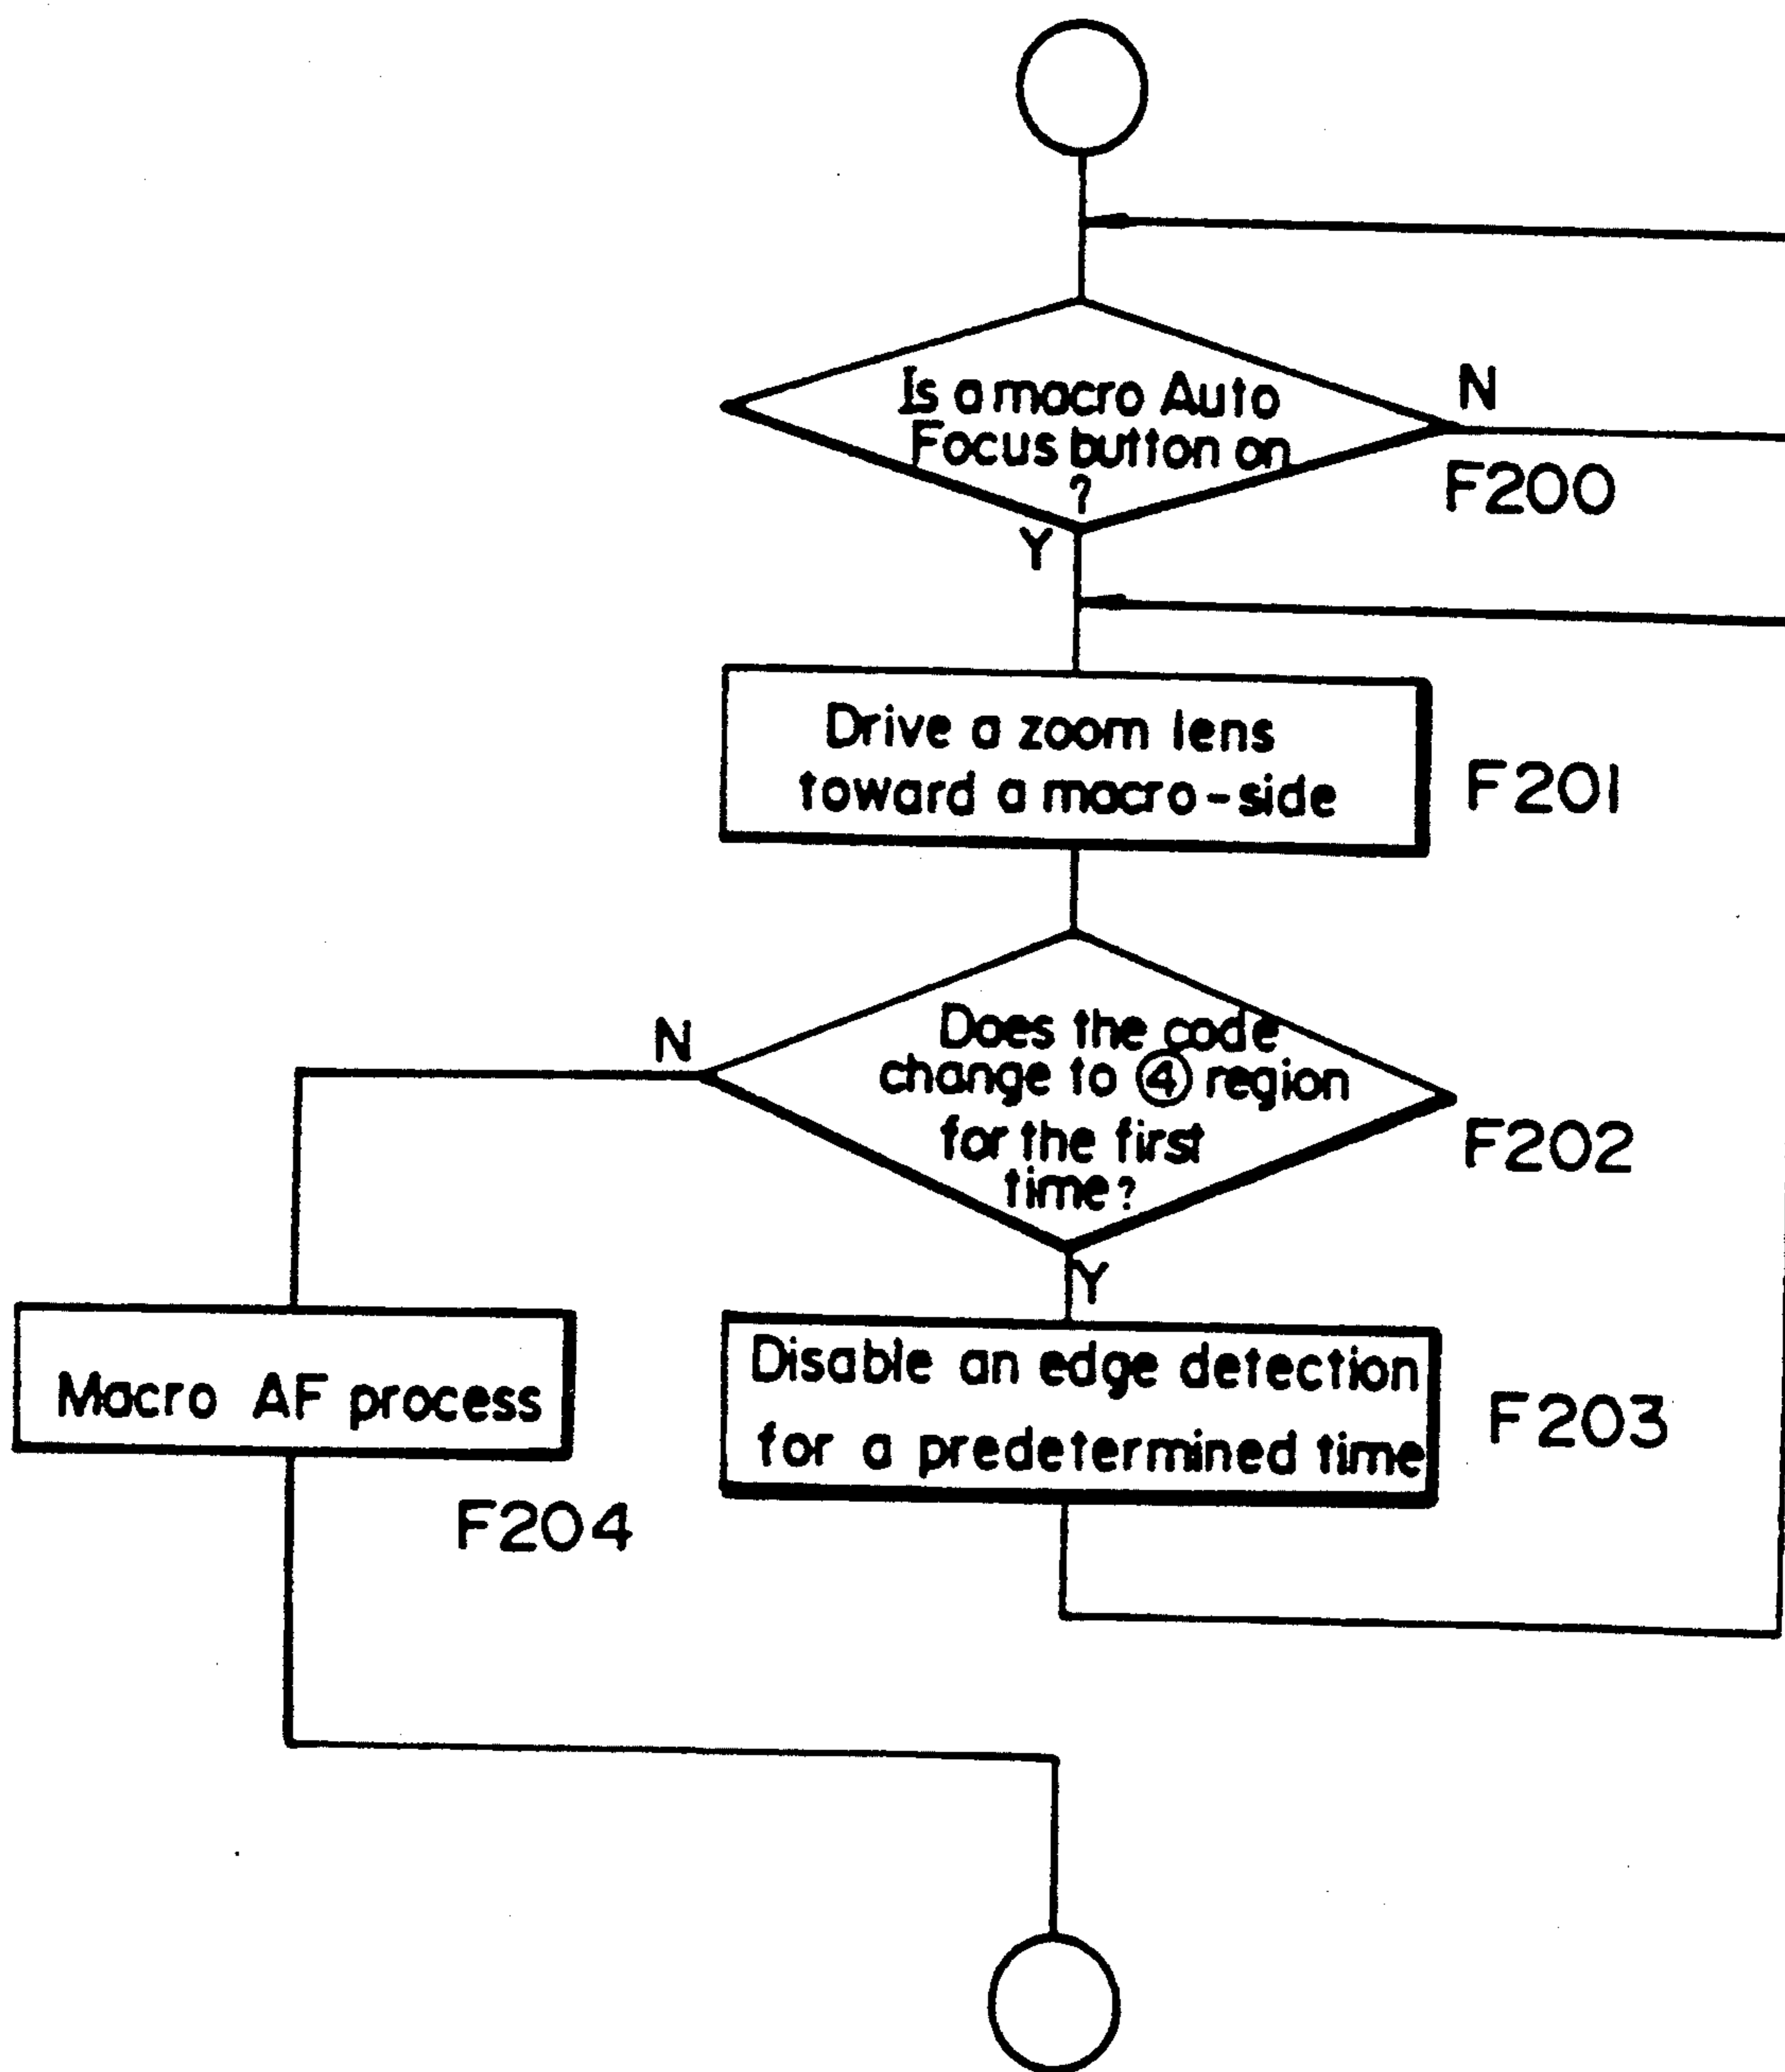 Is a macro Auto
Focus button on
?
N
F200
Y
Drive a zoom lens
toward a macro-side
F201
Does the code
change to ④ region
for the first
time?
N
F202
Y
Disable an edge detection
for a predetermined time
F203
Macro AF process
F204